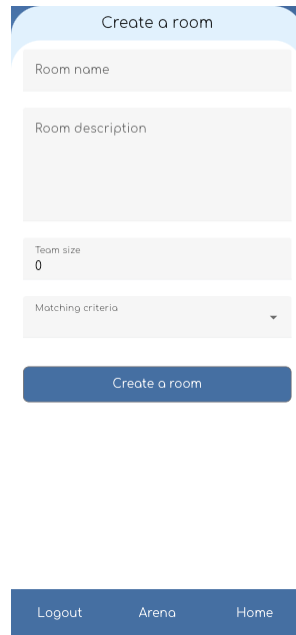 Create a room
Room name
Room description
Team size
0
Matching criteria
Create a room
Logout Arena Home